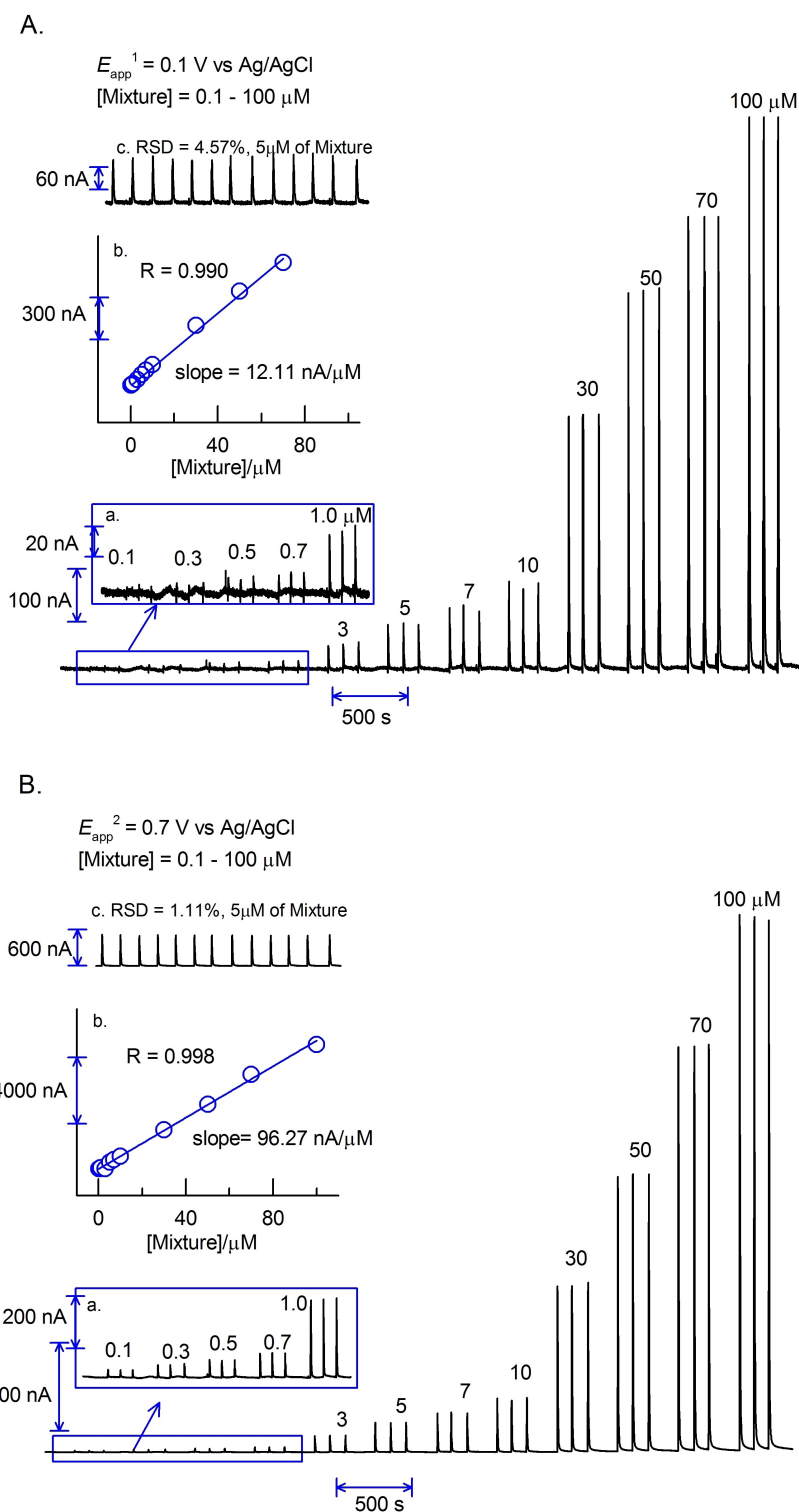 A.
E_app^1 = 0.1 V vs Ag/AgCl
[Mixture] = 0.1 - 100 μM
100 μM
c. RSD = 4.57%, 5μM of Mixture
60 nA
70
b.
R = 0.990
50
300 nA
slope = 12.11 nA/μM
30
0 40 80
[Mixture]/μM
a.
1.0 μM
20 nA
0.1 0.3 0.5 0.7
10
100 nA
7
5
3
500 s
B.
E_app^2 = 0.7 V vs Ag/AgCl
[Mixture] = 0.1 - 100 μM
100 μM
c. RSD = 1.11%, 5μM of Mixture
600 nA
b.
70
R = 0.998
000 nA
slope= 96.27 nA/μM
50
0 40 80
[Mixture]/μM
30
a.
1.0
200 nA
0.1 0.3 0.5 0.7
10
00 nA
7
5
3
500 s